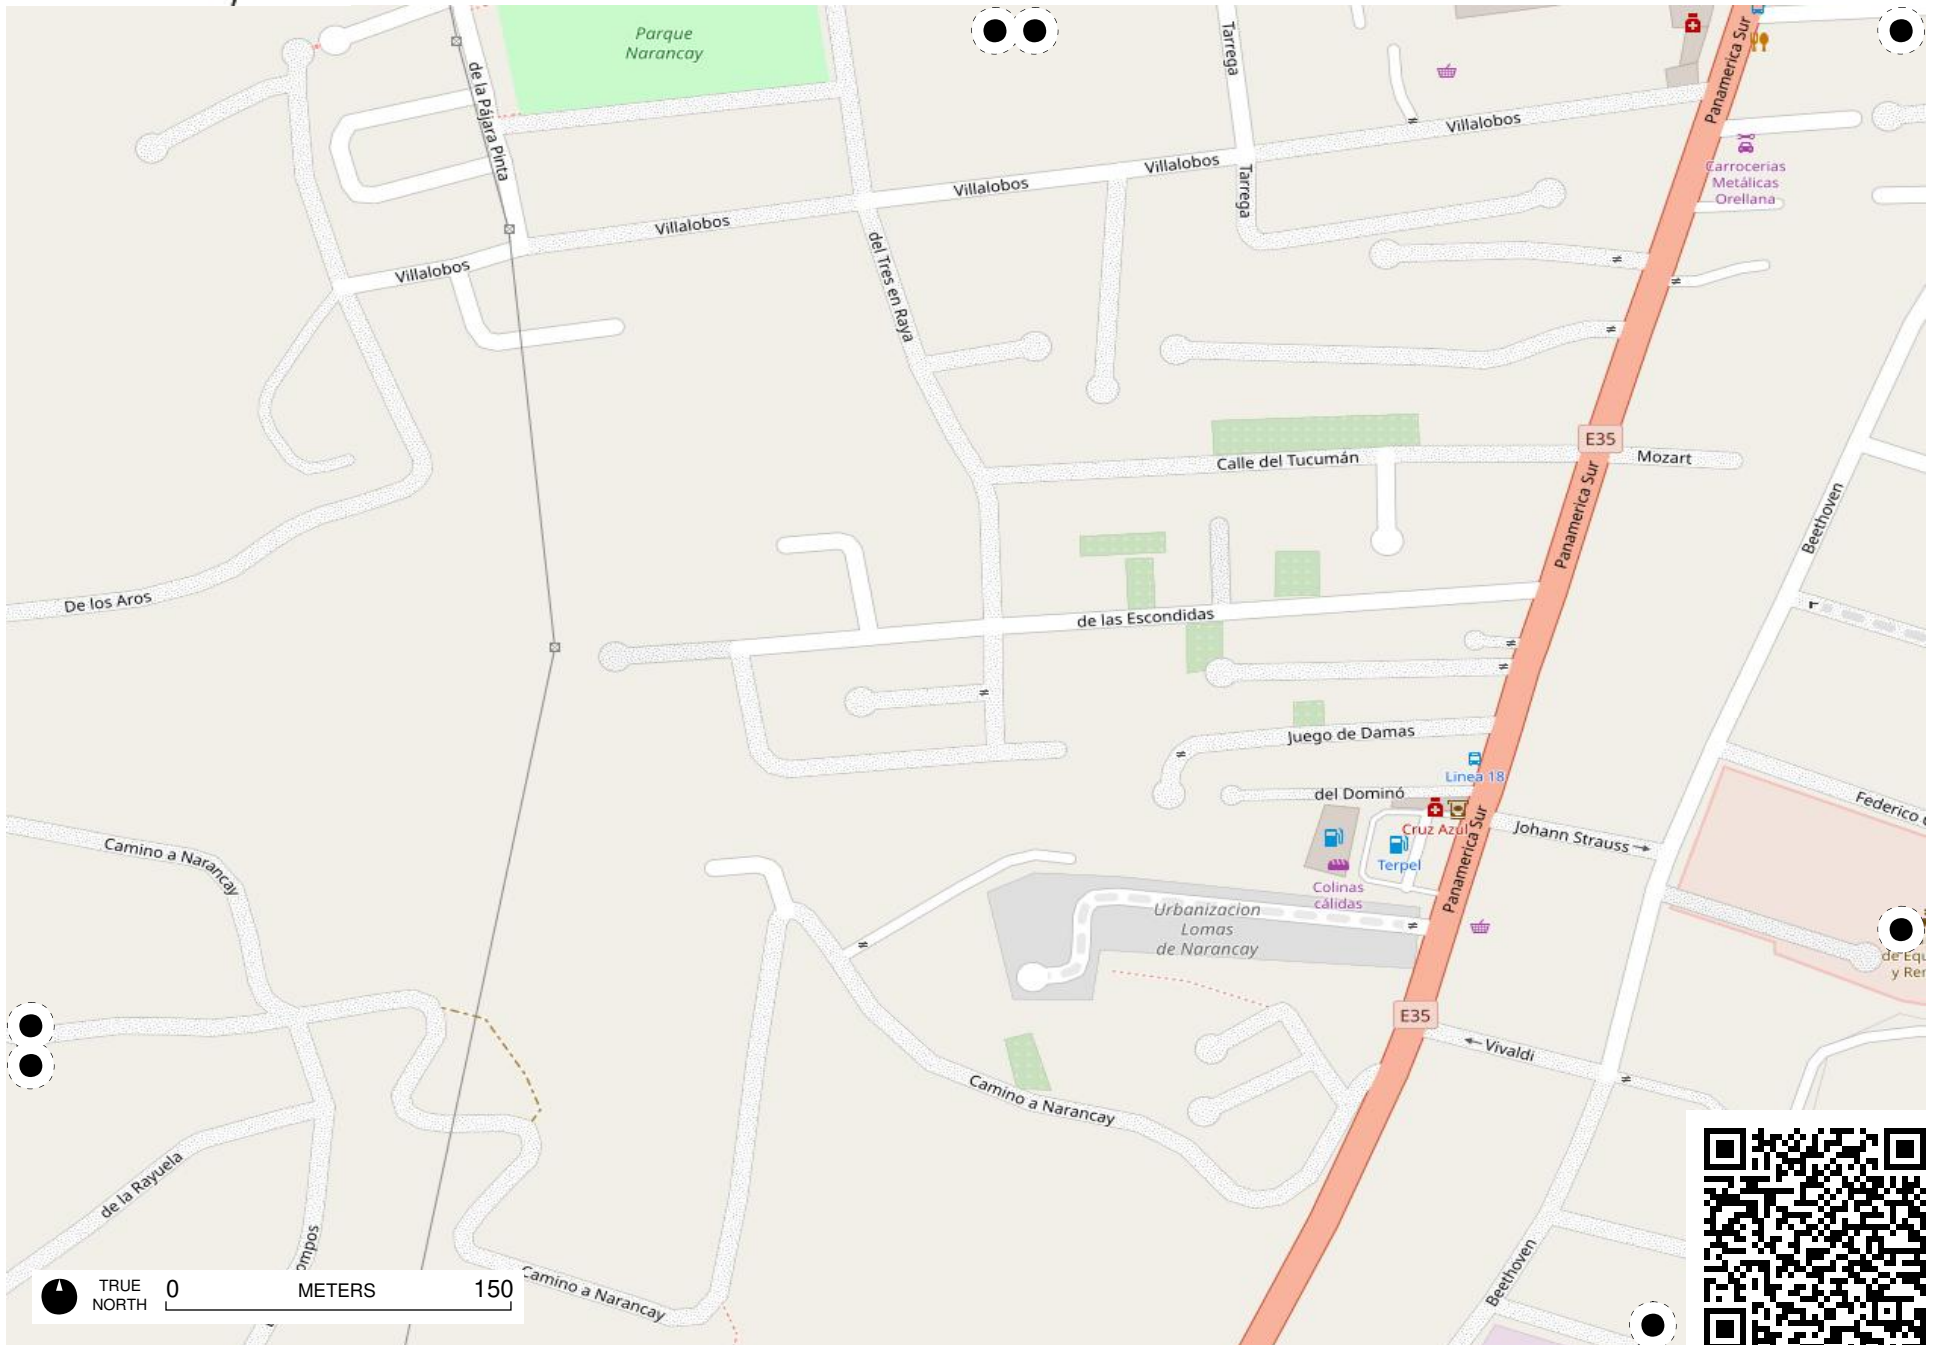 Parque
Narancay
Tarrega
Panamerica Sur
de la Pájara Pinta
Villalobos
Villalobos
Villalobos
Villalobos
Villalobos
Tarrega
Carrocerias
Metálicas
Orellana
del Tres en Raya
E35
Calle del Tucumán
Mozart
Panamerica Sur
Beethoven
De los Aros
de las Escondidas
Juego de Damas
Linea 18
del Dominó
Cruz Azul
Terpel
Panamerica Sur
Johann Strauss
Federico
Camino a Narancay
Colinas
cálidas
Urbanizacion
Lomas
de Narancay
y Rer
E35
Vivaldi
Camino a Narancay
de la Rayuela
ompos
Camino a Narancay
Beethoven
TRUE
NORTH
0 METERS 150